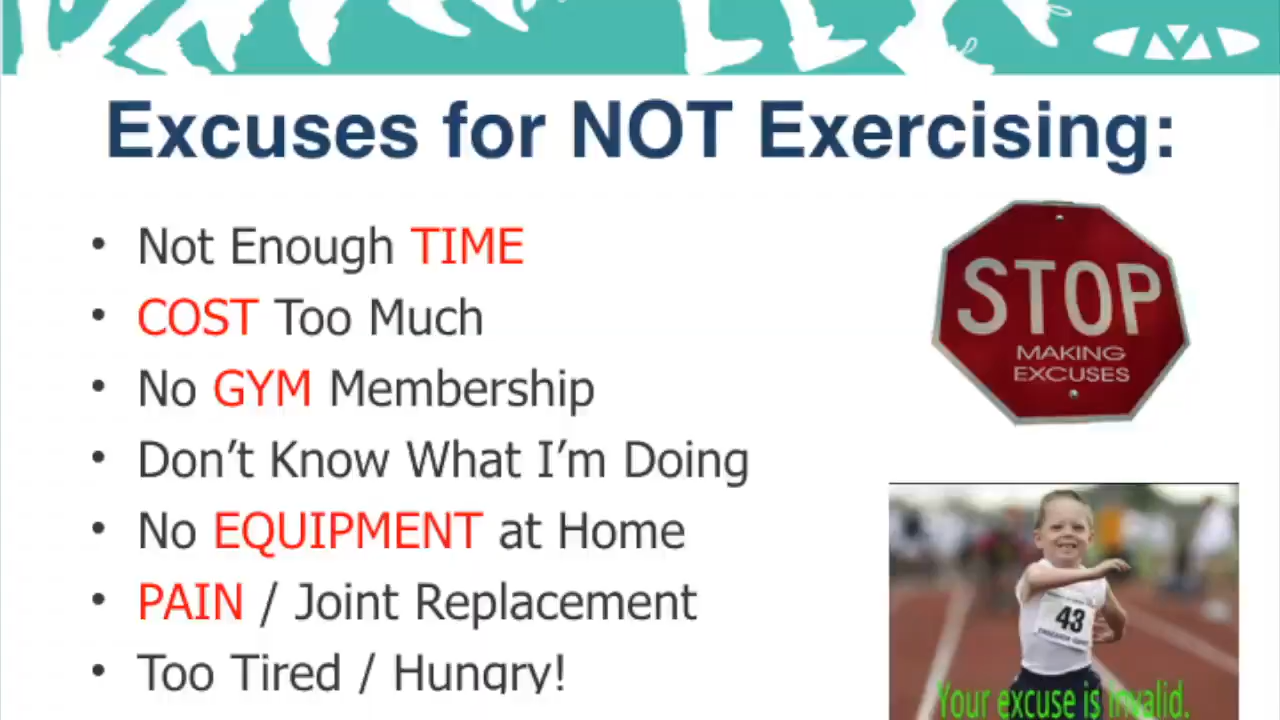 Excuses for NOT Exercising:
• Not Enough TIME
• COST Too Much
• No GYM Membership
• Don’t Know What I’m Doing
• No EQUIPMENT at Home
• PAIN / Joint Replacement
• Too Tired / Hungry!
STOP
MAKING
EXCUSES
43
Your excuse is invalid.